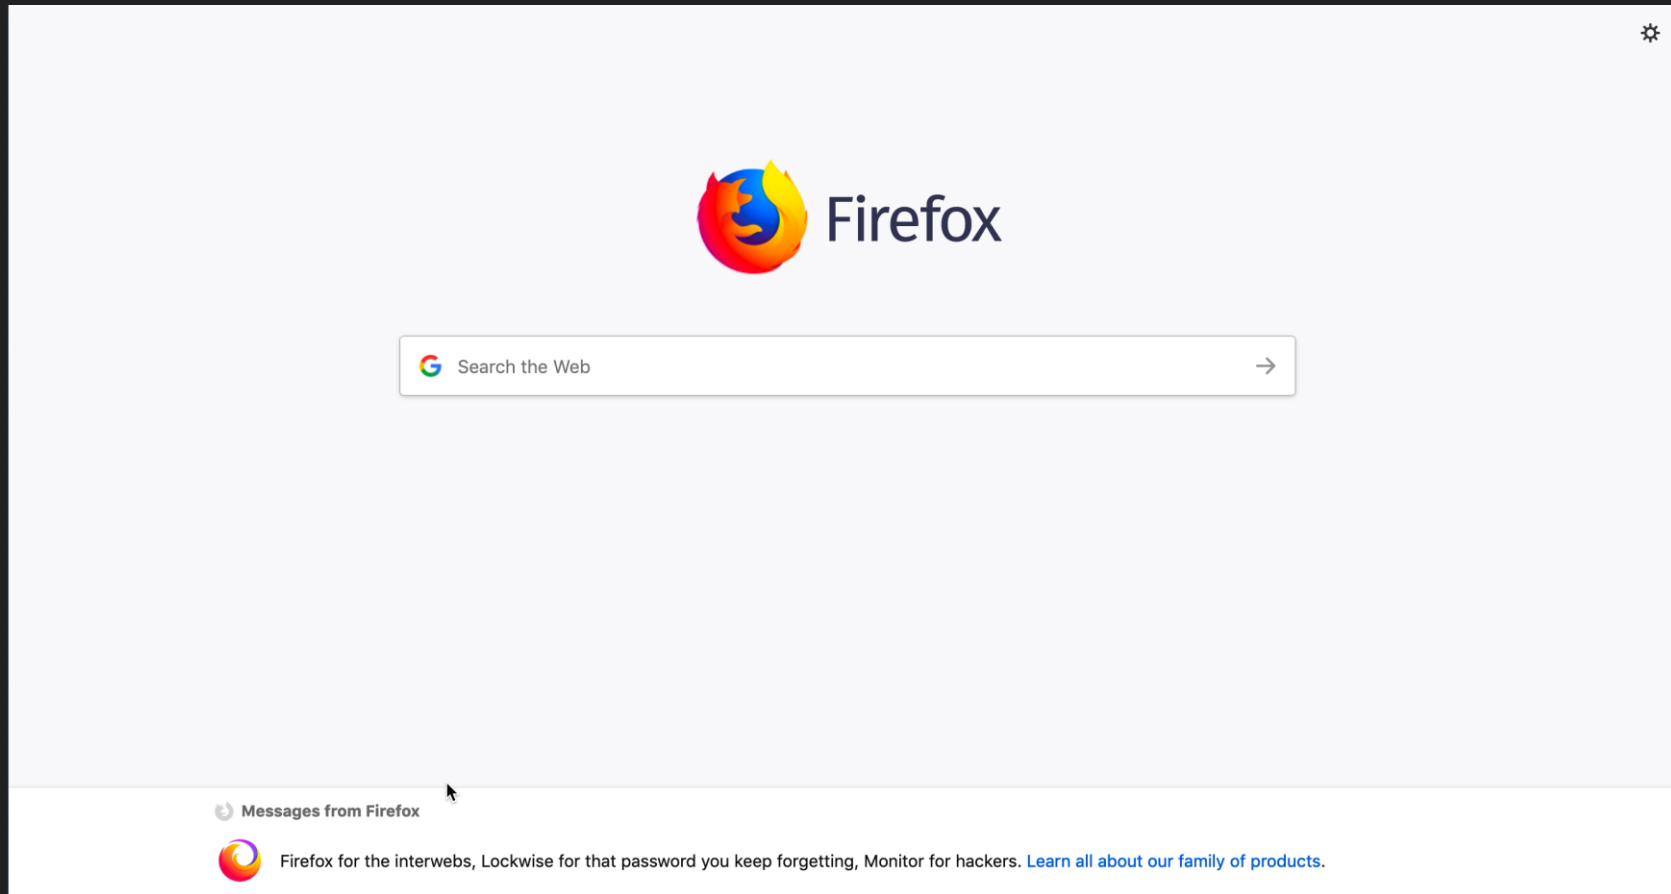 Firefox
Search the Web
Messages from Firefox
Firefox for the interwebs, Lockwise for that password you keep forgetting, Monitor for hackers. Learn all about our family of products.